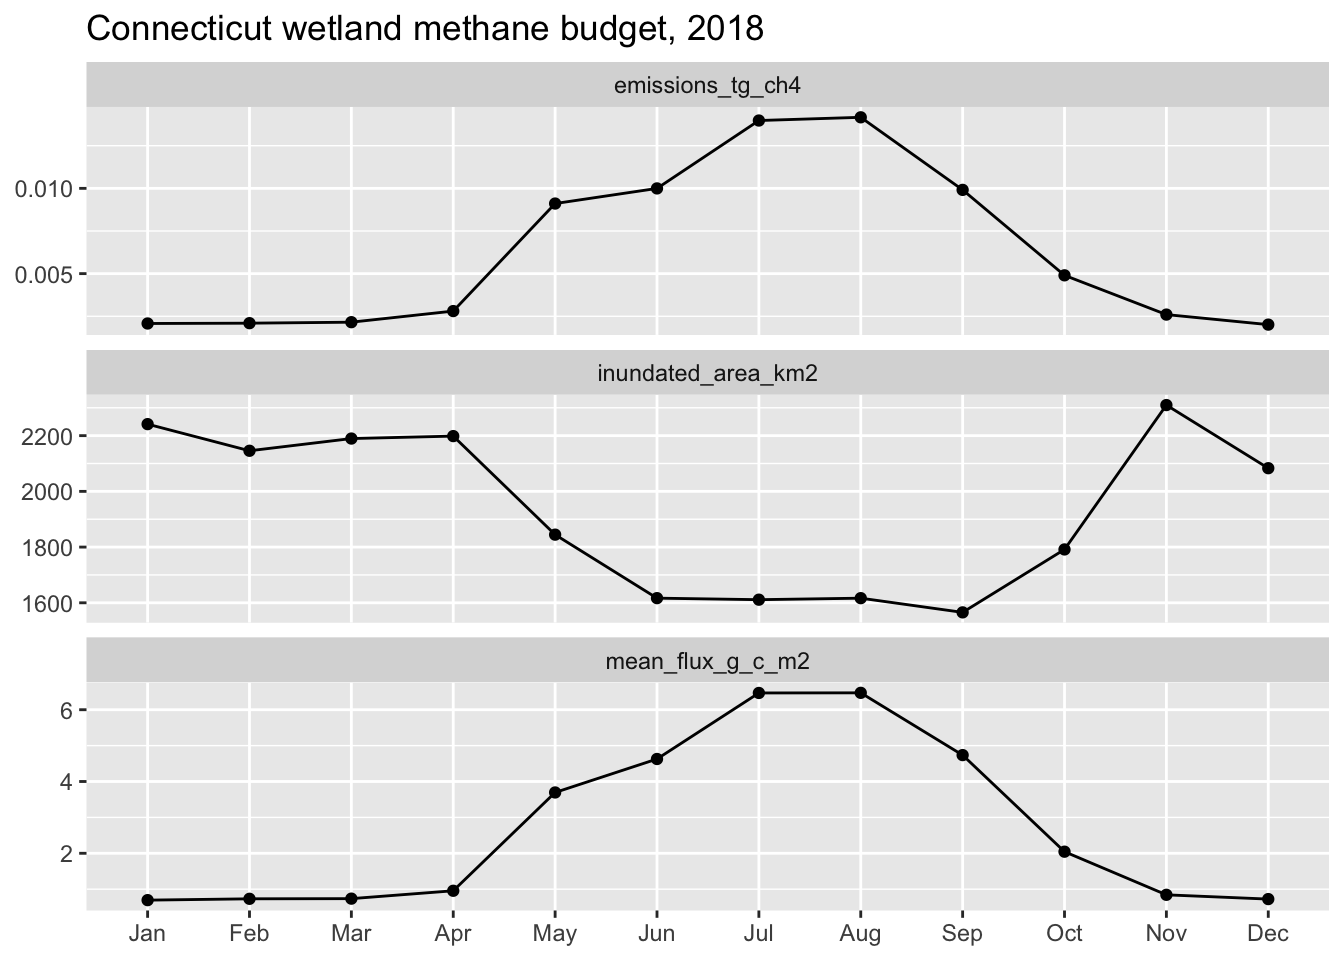 Connecticut wetland methane budget, 2018
emissions_tg_ch4
0.010
0.005
inundated_area_km2
2200
2000
1800
1600
mean_flux_g_c_m2
6
4
2
Jan Feb Mar Apr May Jun Jul Aug Sep Oct Nov Dec